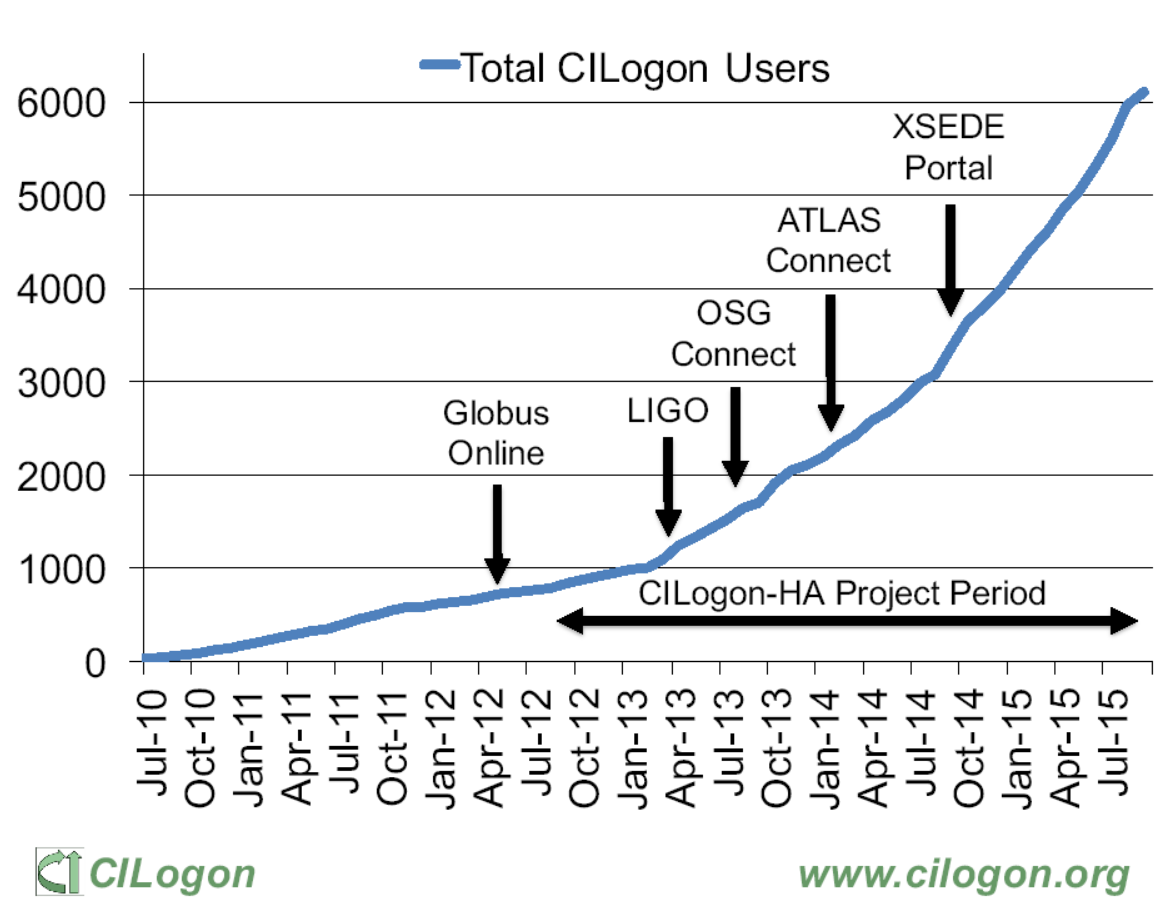 Total CILogon Users
6000
5000
4000
3000
2000
1000
0
XSEDE
Portal
ATLAS
Connect
OSG
Connect
LIGO
Globus
Online
CILogon-HA Project Period
Jul-10
Oct-10
Jan-11
Apr-11
Jul-11
Oct-11
Jan-12
Apr-12
Jul-12
Oct-12
Jan-13
Apr-13
Jul-13
Oct-13
Jan-14
Apr-14
Jul-14
Oct-14
Jan-15
Apr-15
Jul-15
CILogon
www.cilogon.org